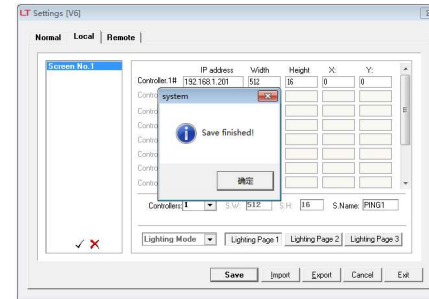 LT Settings [V6]
Normal Local Remote
Screen No.1
IP address Width Height X: Y:
Controller.1# 192.168.1.201 512 16 0 0
system
Save finished!
确定
Controllers: 1 S.W: 512 S.H: 16 S.Name: PING1
Lighting Mode Lighting Page 1 Lighting Page 2 Lighting Page 3
Save Import Export Cancel Exit